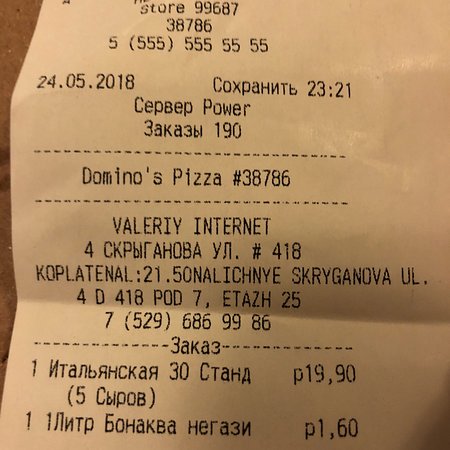 store 99687
38786
5 (555) 555 55 55
24.05.2018 Сохранить 23:21
Сервер Power
Заказы 190
Domino's Pizza #38786
VALERIY INTERNET
4 СКРЫГАНОВА УЛ. # 418
KOPLATENAL:21.50NALICHNYE SKRYGANOVA UL.
4 D 418 POD 7, ETAZH 25
7 (529) 686 99 86
Заказ
1 Итальянская 30 Станд р19,90
(5 Сыров)
1 1Литр Бонаква негази р1,60